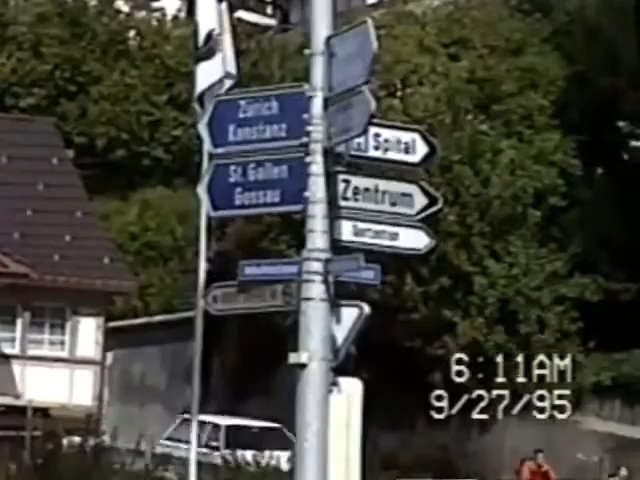 Zürich
Konstanz
St. Gallen
Gossau
H Spital
Zentrum
6:11AM
9/27/95